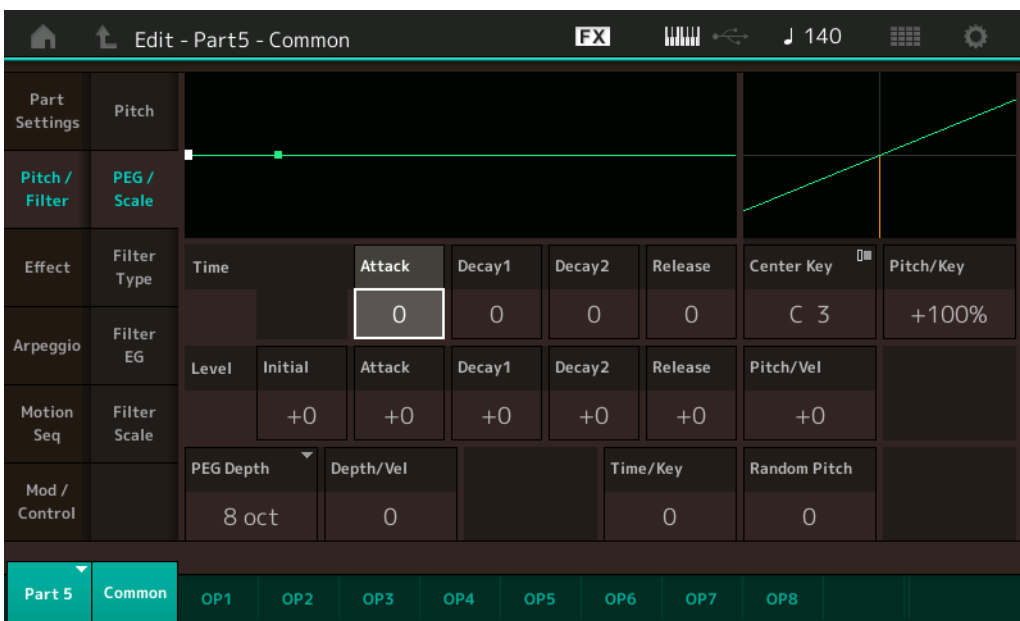 Edit - Part5 - Common FX ♩ 140
Part
Settings
Pitch
Pitch /
Filter
PEG /
Scale
Effect
Filter
Type
Time Attack Decay1 Decay2 Release Center Key Pitch/Key
0 0 0 0 C 3 +100%
Arpeggio
Filter
EG
Level Initial Attack Decay1 Decay2 Release Pitch/Vel
+0 +0 +0 +0 +0 +0
Motion
Seq
Filter
Scale
PEG Depth Depth/Vel Time/Key Random Pitch
8 oct 0 0 0
Mod /
Control
Part 5 Common OP1 OP2 OP3 OP4 OP5 OP6 OP7 OP8